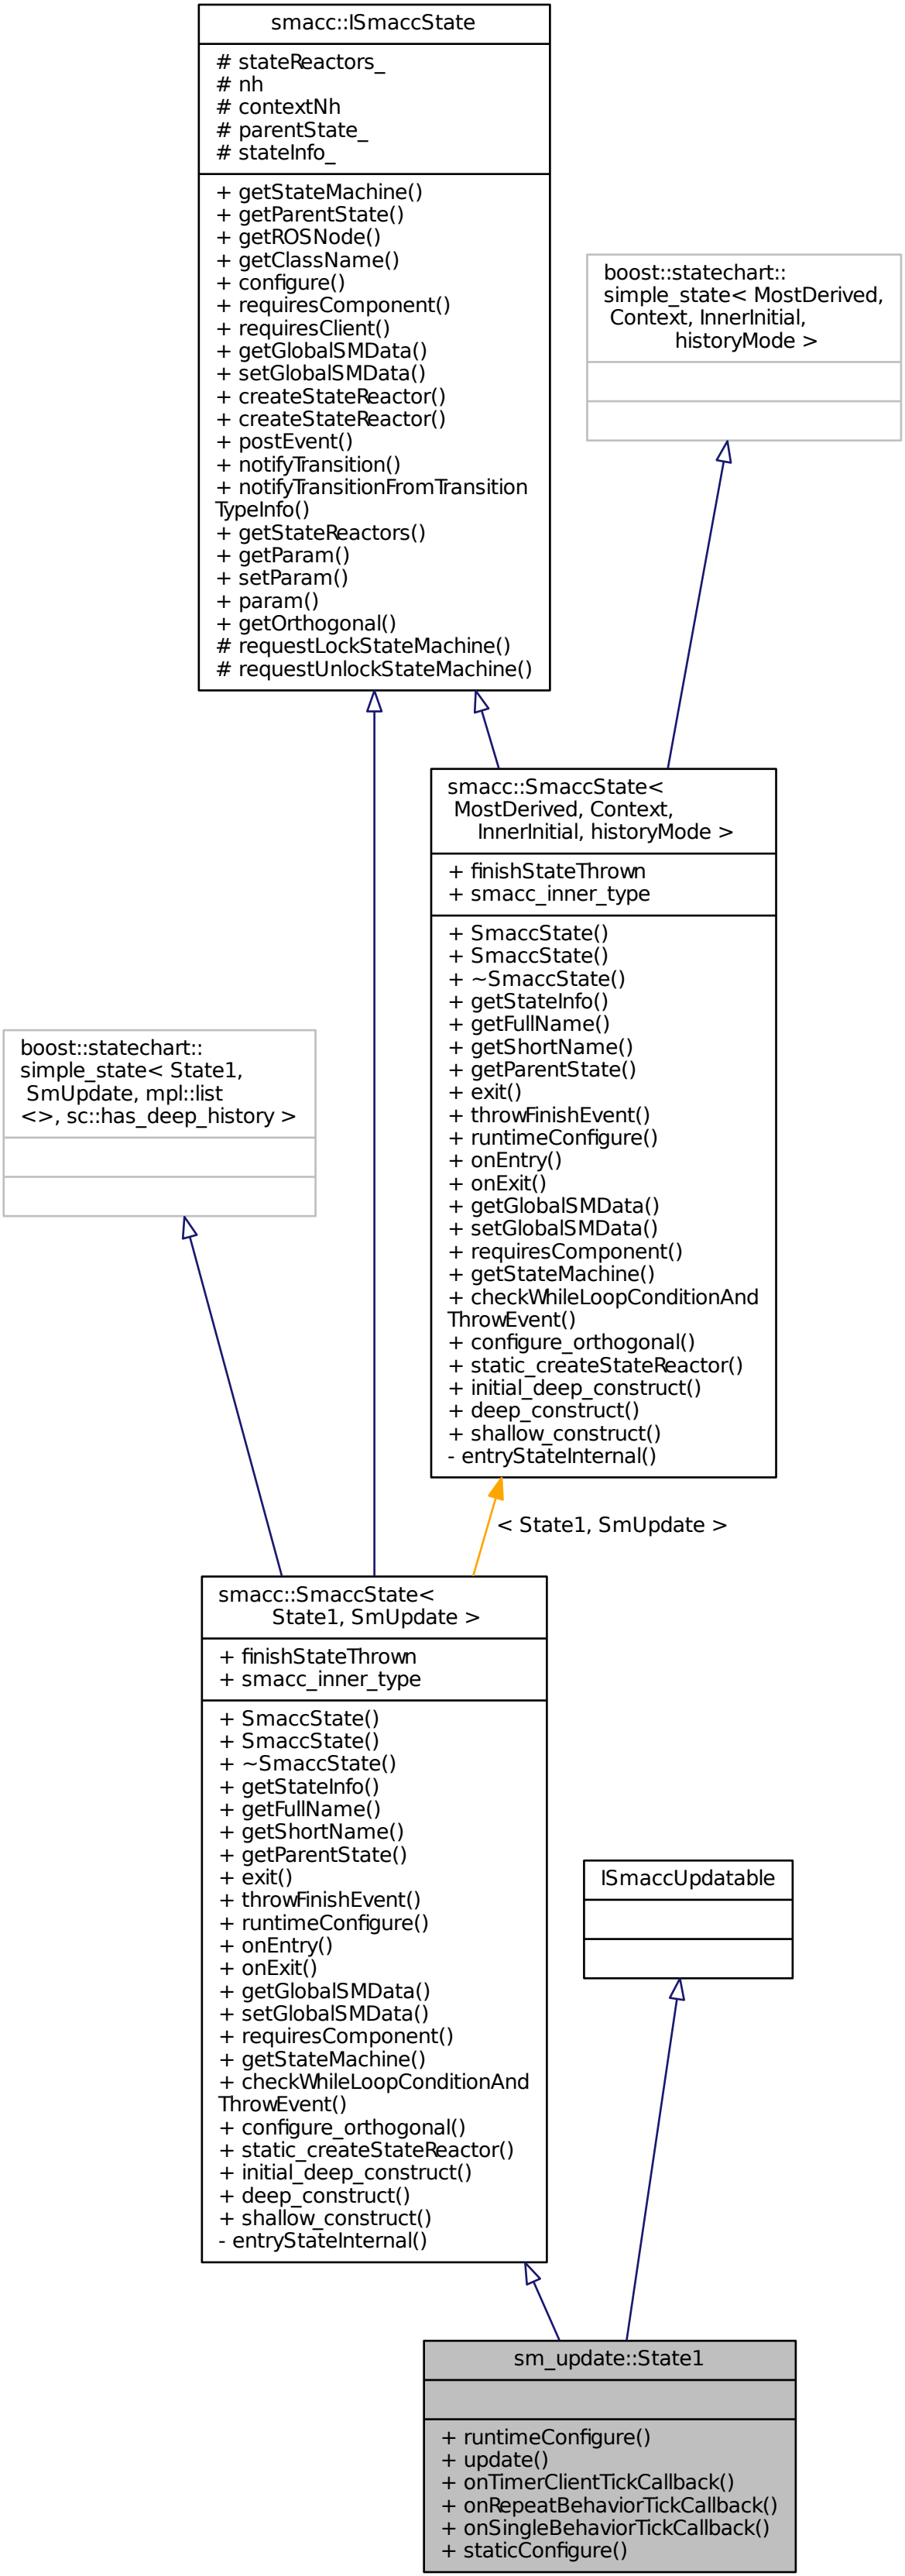 smacc::ISmaccState
# stateReactors_
# nh
# contextNh
# parentState_
# stateInfo_
+ getStateMachine()
+ getParentState()
+ getROSNode()
+ getClassName()
+ configure()
+ requiresComponent()
+ requiresClient()
+ getGlobalSMData()
+ setGlobalSMData()
+ createStateReactor()
+ createStateReactor()
+ postEvent()
+ notifyTransition()
+ notifyTransitionFromTransition
TypeInfo()
+ getStateReactors()
+ getParam()
+ setParam()
+ param()
+ getOrthogonal()
# requestLockStateMachine()
# requestUnlockStateMachine()
boost::statechart::
simple_state< MostDerived,
Context, InnerInitial,
historyMode >
smacc::SmaccState<
MostDerived, Context,
InnerInitial, historyMode >
+ finishStateThrown
+ smacc_inner_type
+ SmaccState()
+ SmaccState()
+ ~SmaccState()
+ getStateInfo()
+ getFullName()
+ getShortName()
+ getParentState()
+ exit()
+ throwFinishEvent()
+ runtimeConfigure()
+ onEntry()
+ onExit()
+ getGlobalSMData()
+ setGlobalSMData()
+ requiresComponent()
+ getStateMachine()
+ checkWhileLoopConditionAnd
ThrowEvent()
+ configure_orthogonal()
+ static_createStateReactor()
+ initial_deep_construct()
+ deep_construct()
+ shallow_construct()
- entryStateInternal()
boost::statechart::
simple_state< State1,
SmUpdate, mpl::list
<>, sc::has_deep_history >
< State1, SmUpdate >
smacc::SmaccState<
State1, SmUpdate >
+ finishStateThrown
+ smacc_inner_type
+ SmaccState()
+ SmaccState()
+ ~SmaccState()
+ getStateInfo()
+ getFullName()
+ getShortName()
+ getParentState()
+ exit()
+ throwFinishEvent()
+ runtimeConfigure()
+ onEntry()
+ onExit()
+ getGlobalSMData()
+ setGlobalSMData()
+ requiresComponent()
+ getStateMachine()
+ checkWhileLoopConditionAnd
ThrowEvent()
+ configure_orthogonal()
+ static_createStateReactor()
+ initial_deep_construct()
+ deep_construct()
+ shallow_construct()
- entryStateInternal()
ISmaccUpdatable
sm_update::State1
+ runtimeConfigure()
+ update()
+ onTimerClientTickCallback()
+ onRepeatBehaviorTickCallback()
+ onSingleBehaviorTickCallback()
+ staticConfigure()